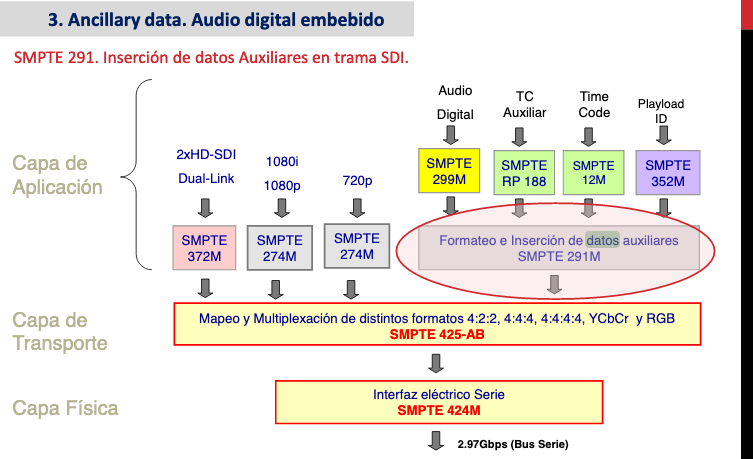 3. Ancillary data. Audio digital embebido
SMPTE 291. Inserción de datos Auxiliares en trama SDI.
Capa de
Aplicación
2xHD-SDI
Dual-Link
1080i
1080p
720p
Audio
Digital
TC
Auxiliar
Time
Code
Playload
ID
SMPTE
299M
SMPTE
RP 188
SMPTE
12M
SMPTE
352M
SMPTE
372M
SMPTE
274M
SMPTE
274M
Formateo e Inserción de datos auxiliares
SMPTE 291M
Capa de
Transporte
Mapeo y Multiplexación de distintos formatos 4:2:2, 4:4:4, 4:4:4:4, YCbCr y RGB
SMPTE 425-AB
Capa Física
Interfaz eléctrico Serie
SMPTE 424M
2.97Gbps (Bus Serie)